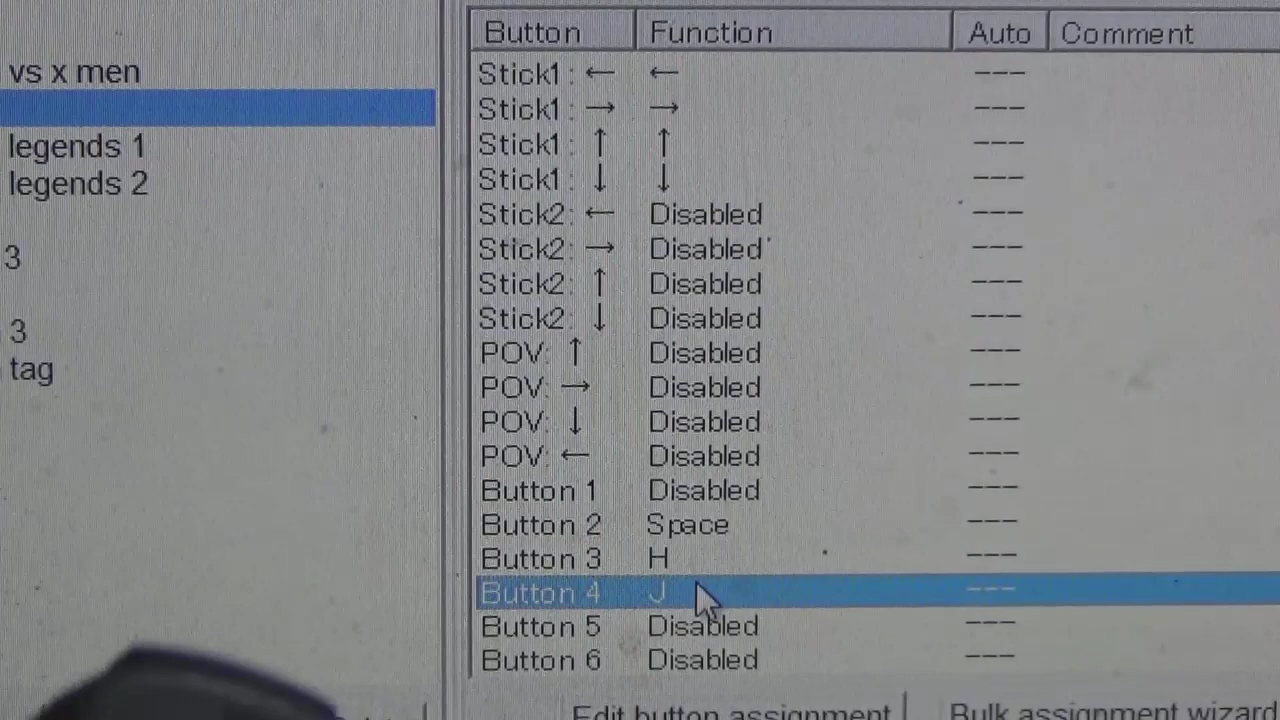 vs x men
legends 1
legends 2
3
3
tag
Button Function Auto Comment
Stick1 : ← ← ---
Stick1 : → → ---
Stick1 : ↑ ↑ ---
Stick1 : ↓ ↓ ---
Stick2: ← Disabled ---
Stick2: → Disabled ---
Stick2: ↑ Disabled ---
Stick2: ↓ Disabled ---
POV: ↑ Disabled ---
POV: → Disabled ---
POV: ↓ Disabled ---
POV: ← Disabled ---
Button 1 Disabled ---
Button 2 Space ---
Button 3 H ---
Button 4 J ---
Button 5 Disabled ---
Button 6 Disabled ---
Edit button assignment Bulk assignment wizard